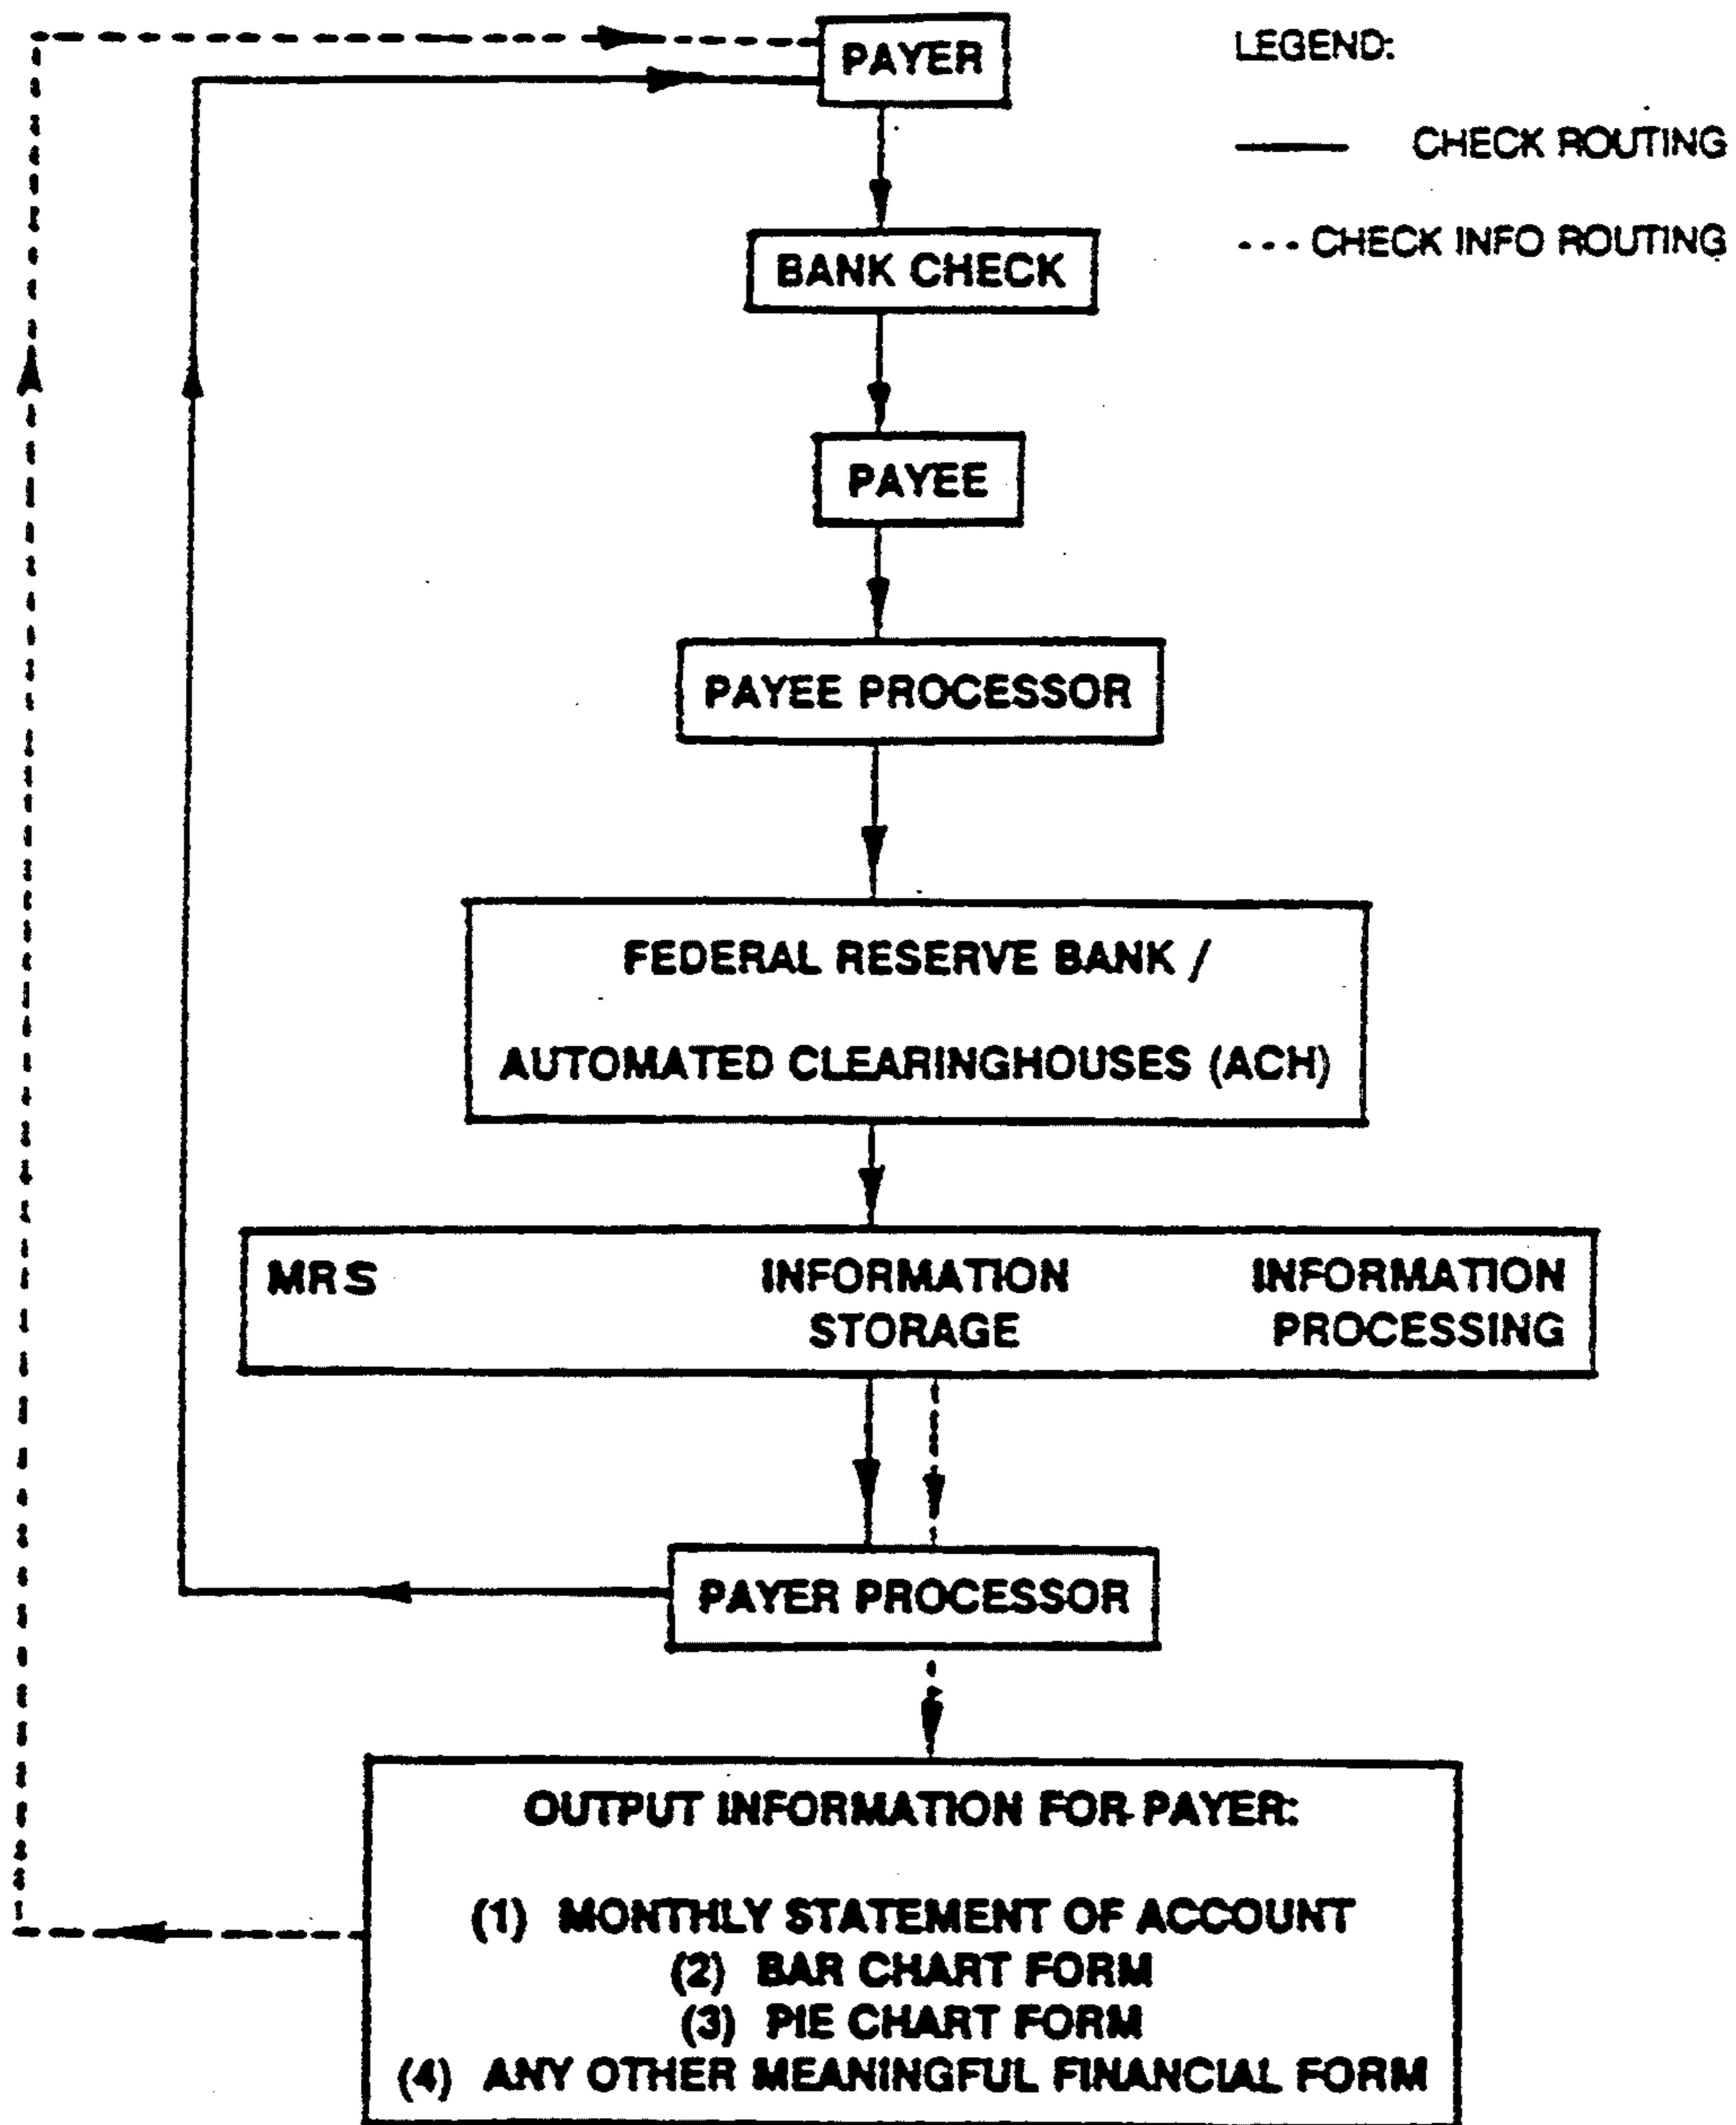 PAYER
LEGEND:
CHECK ROUTING
CHECK INFO ROUTING
BANK CHECK
PAYEE
PAYEE PROCESSOR
FEDERAL RESERVE BANK /
AUTOMATED CLEARINGHOUSES (ACH)
MRS
INFORMATION
STORAGE
INFORMATION
PROCESSING
PAYER PROCESSOR
OUTPUT INFORMATION FOR PAYER:
(1) MONTHLY STATEMENT OF ACCOUNT
(2) BAR CHART FORM
(3) PIE CHART FORM
(4) ANY OTHER MEANINGFUL FINANCIAL FORM